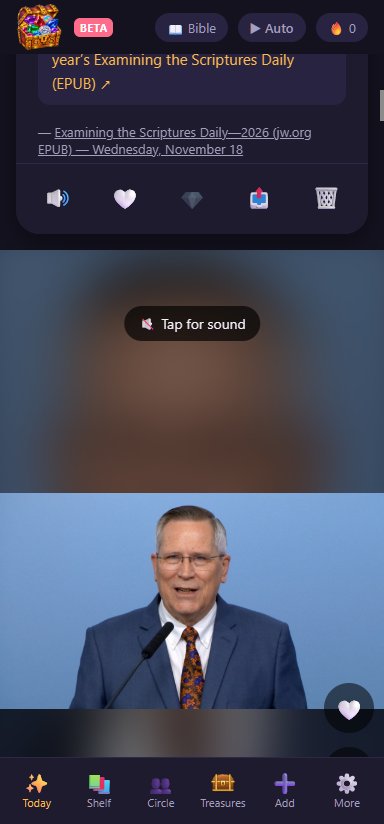 BETA
Bible
Auto
0
year's Examining the Scriptures Daily
(EPUB) ↗
— Examining the Scriptures Daily—2026 (jw.org
EPUB) — Wednesday, November 18
Tap for sound
Today
Shelf
Circle
Treasures
Add
More